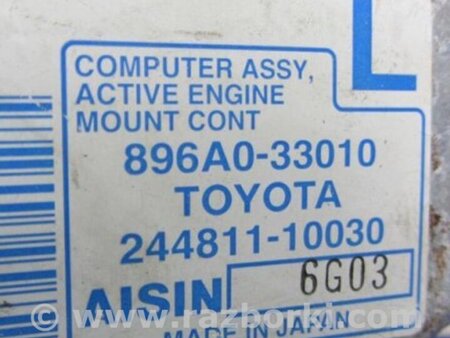 L
COMPUTER ASSY,
ACTIVE ENGINE
MOUNT CONT
896A0-33010
TOYOTA
244811-10030
AISIN 6G03
MADE IN JAPAN
www.razborki.com